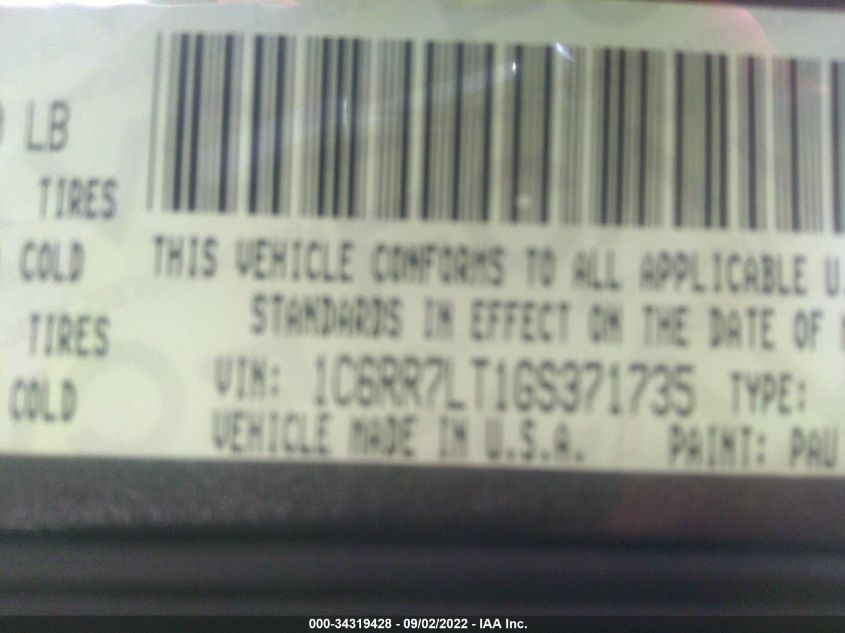 LB
TIRES
COLD
TIRES
COLD
THIS VEHICLE CONFORMS TO ALL APPLICABLE U.
STANDARDS IN EFFECT ON THE DATE OF
VIN: 1C6RR7LT1GS371735 TYPE:
VEHICLE MADE IN U.S.A. PAINT: PAU
000-34319428 - 09/02/2022 - IAA Inc.